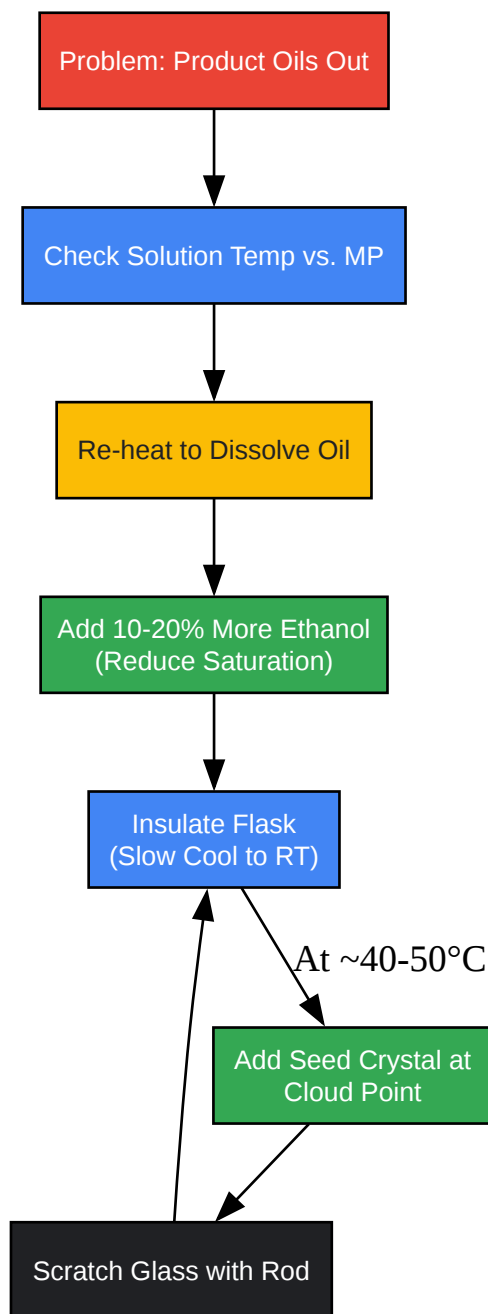 Problem: Product Oils Out
Check Solution Temp vs. MP
Re-heat to Dissolve Oil
Add 10-20% More Ethanol
(Reduce Saturation)
Insulate Flask
(Slow Cool to RT)
At ~40-50°C
Add Seed Crystal at
Cloud Point
Scratch Glass with Rod